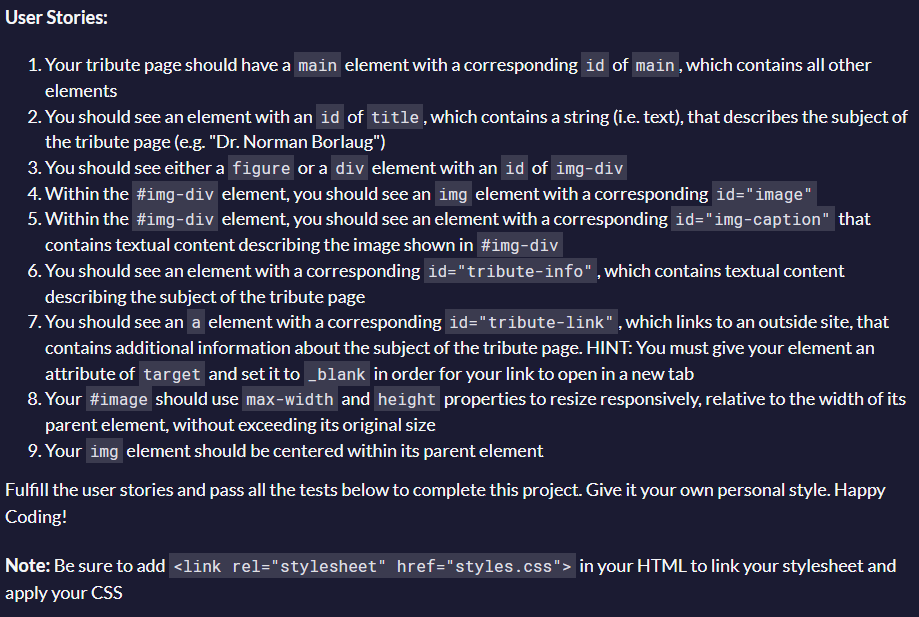 User Stories:
1. Your tribute page should have a main element with a corresponding id of main, which contains all other
elements
2. You should see an element with an id of title, which contains a string (i.e. text), that describes the subject of
the tribute page (e.g. "Dr. Norman Borlaug")
3. You should see either a figure or a div element with an id of img-div
4. Within the #img-div element, you should see an img element with a corresponding id="image"
5. Within the #img-div element, you should see an element with a corresponding id="img-caption" that
contains textual content describing the image shown in #img-div
6. You should see an element with a corresponding id="tribute-info", which contains textual content
describing the subject of the tribute page
7. You should see an a element with a corresponding id="tribute-link", which links to an outside site, that
contains additional information about the subject of the tribute page. HINT: You must give your element an
attribute of target and set it to _blank in order for your link to open in a new tab
8. Your #image should use max-width and height properties to resize responsively, relative to the width of its
parent element, without exceeding its original size
9. Your img element should be centered within its parent element
Fulfill the user stories and pass all the tests below to complete this project. Give it your own personal style. Happy
Coding!
Note: Be sure to add <link rel="stylesheet" href="styles.css"> in your HTML to link your stylesheet and
apply your CSS